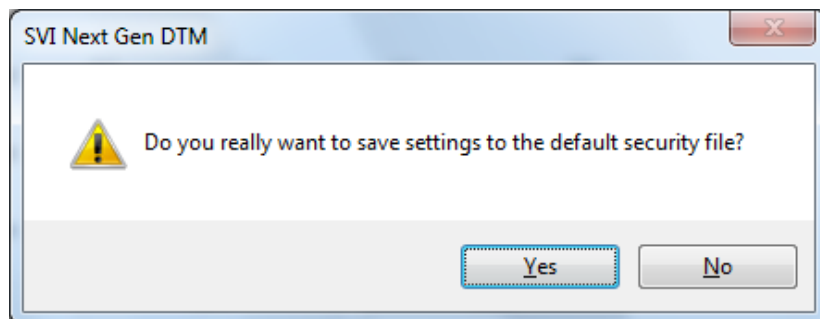 SVI Next Gen DTM
Do you really want to save settings to the default security file?
Yes
No